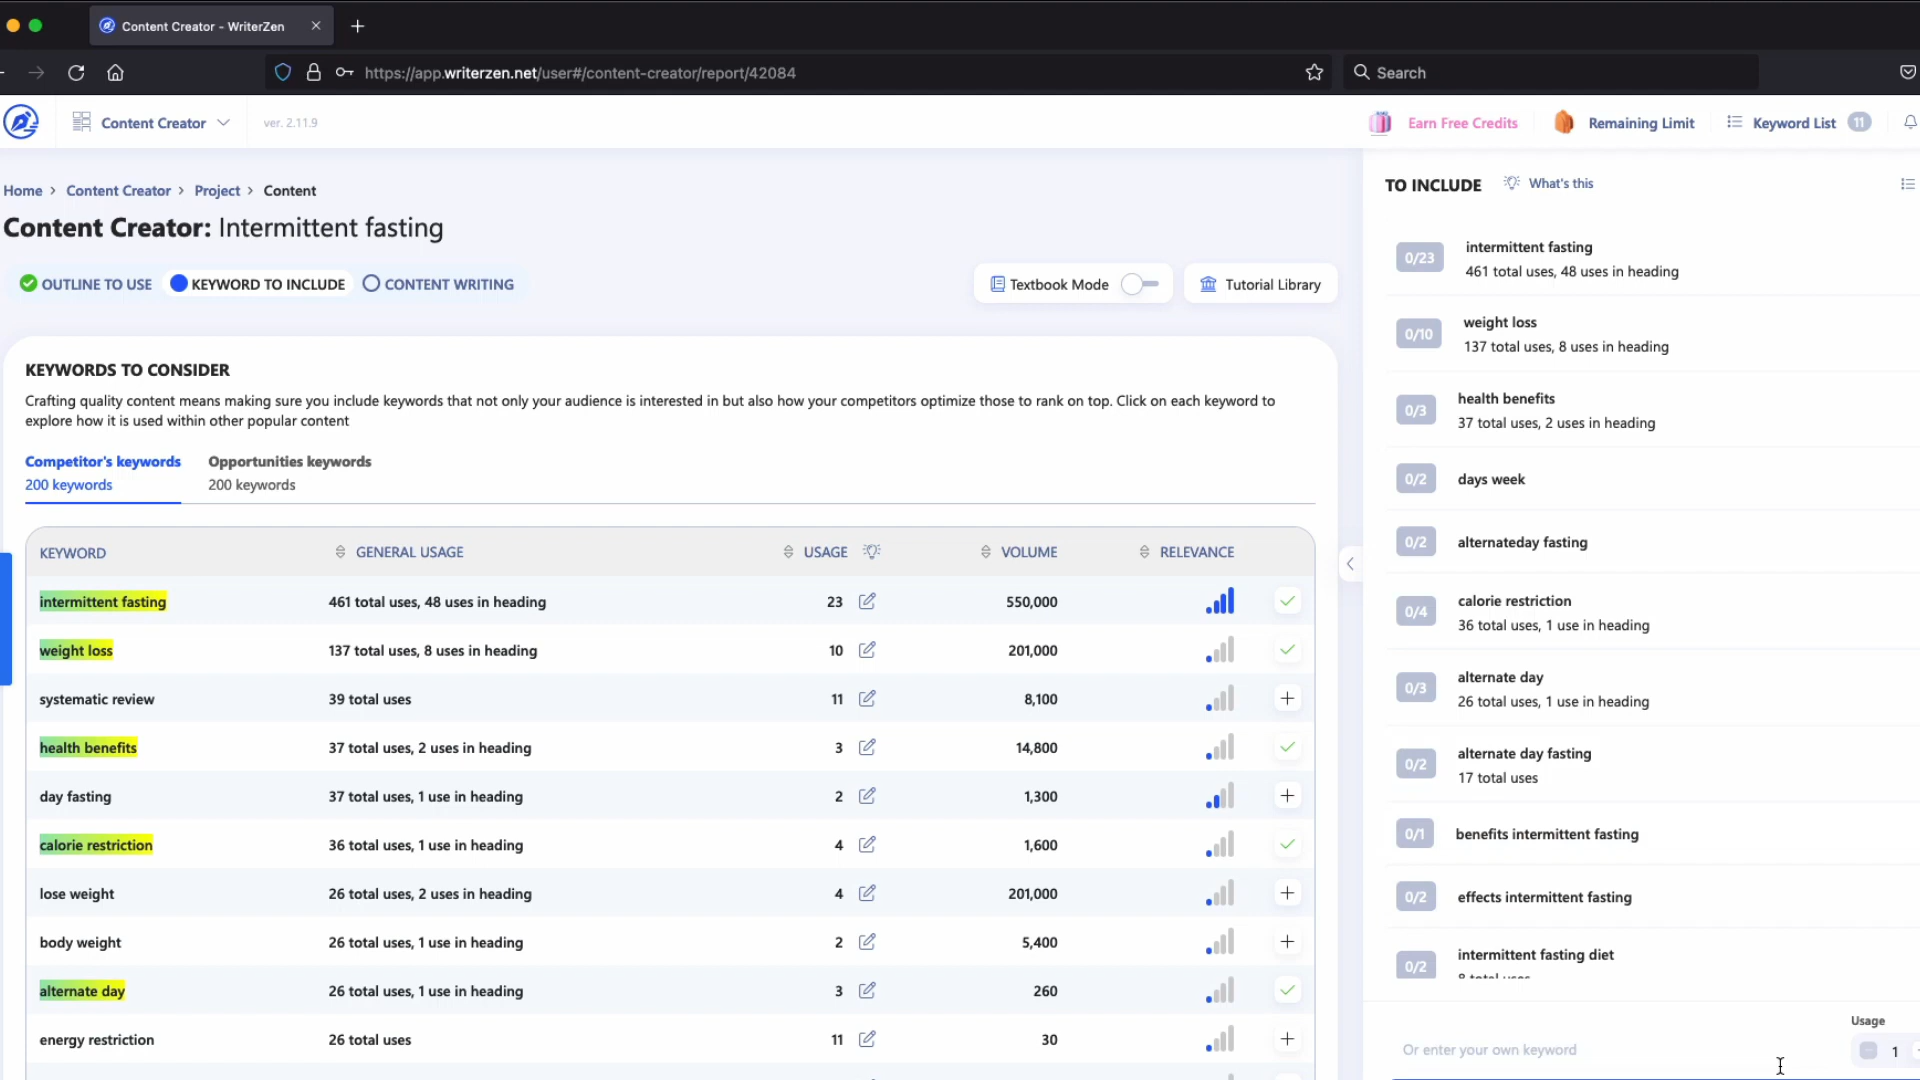 Content Creator - WriterZen
https://app.writerzen.net/user#/content-creator/report/42084
Search
Content Creator
ver. 2.11.9
Earn Free Credits
Remaining Limit
Keyword List 11
Home > Content Creator > Project > Content
Content Creator: Intermittent fasting
OUTLINE TO USE
KEYWORD TO INCLUDE
CONTENT WRITING
Textbook Mode
Tutorial Library
KEYWORDS TO CONSIDER
Crafting quality content means making sure you include keywords that not only your audience is interested in but also how your competitors optimize those to rank on top. Click on each keyword to
explore how it is used within other popular content
Competitor's keywords
200 keywords
Opportunities keywords
200 keywords
KEYWORD GENERAL USAGE USAGE VOLUME RELEVANCE
intermittent fasting 461 total uses, 48 uses in heading 23 550,000
weight loss 137 total uses, 8 uses in heading 10 201,000
systematic review 39 total uses 11 8,100
health benefits 37 total uses, 2 uses in heading 3 14,800
day fasting 37 total uses, 1 use in heading 2 1,300
calorie restriction 36 total uses, 1 use in heading 4 1,600
lose weight 26 total uses, 2 uses in heading 4 201,000
body weight 26 total uses, 1 use in heading 2 5,400
alternate day 26 total uses, 1 use in heading 3 260
energy restriction 26 total uses 11 30
TO INCLUDE
What's this
0/23 intermittent fasting
461 total uses, 48 uses in heading
0/10 weight loss
137 total uses, 8 uses in heading
0/3 health benefits
37 total uses, 2 uses in heading
0/2 days week
0/2 alternateday fasting
0/4 calorie restriction
36 total uses, 1 use in heading
0/3 alternate day
26 total uses, 1 use in heading
0/2 alternate day fasting
17 total uses
0/1 benefits intermittent fasting
0/2 effects intermittent fasting
0/2 intermittent fasting diet
Usage
Or enter your own keyword
1